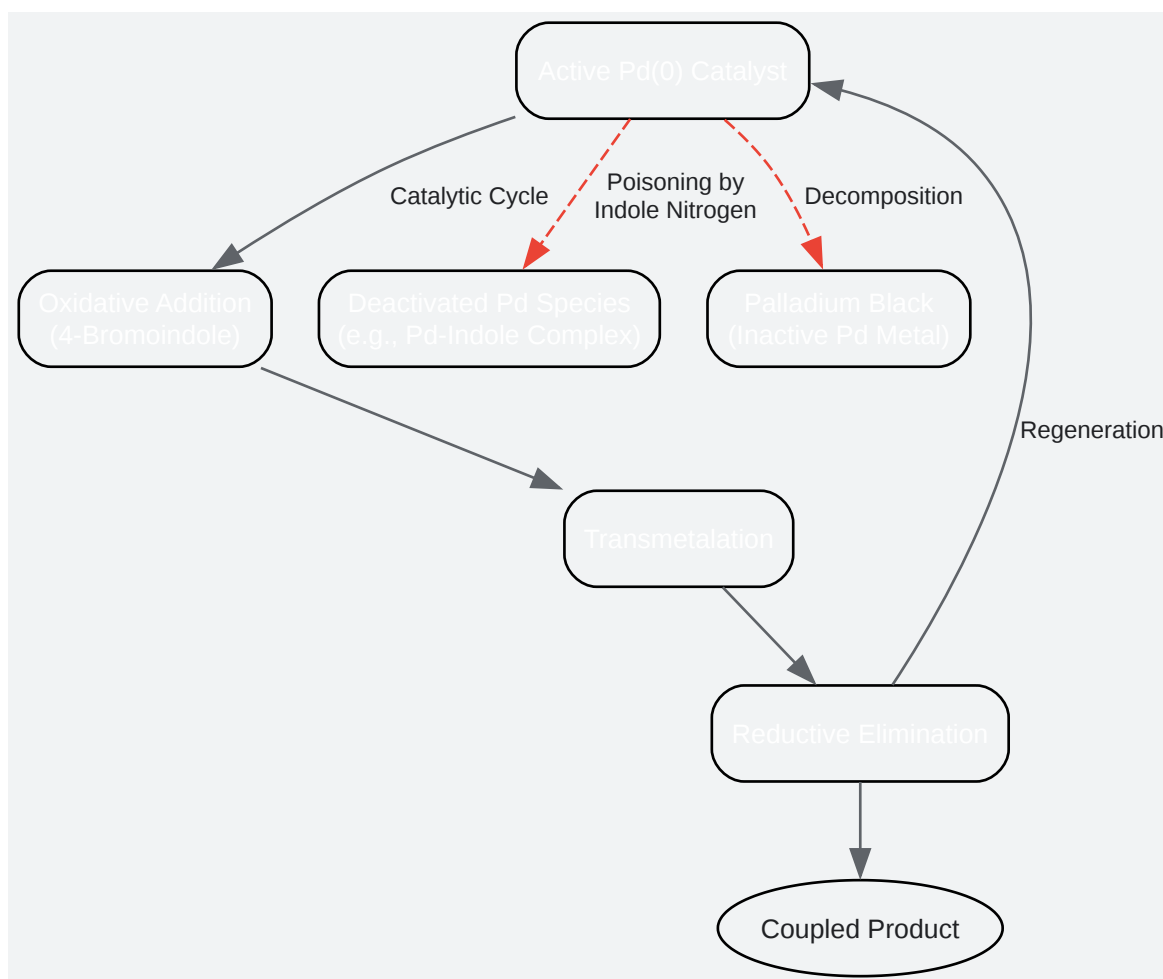 Active Pd(0) Catalyst
Catalytic Cycle
Poisoning by
Indole Nitrogen
Decomposition
Oxidative Addition
(4-Bromoindole)
Deactivated Pd Species
(e.g., Pd-Indole Complex)
Palladium Black
(Inactive Pd Metal)
Regeneration
Transmetalation
Reductive Elimination
Coupled Product